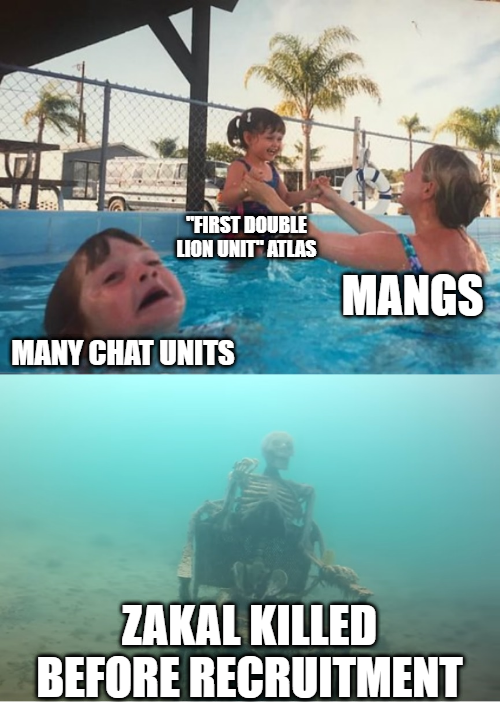 "FIRST DOUBLE
LION UNIT" ATLAS
MANGS
MANY CHAT UNITS
ZAKAL KILLED
BEFORE RECRUITMENT